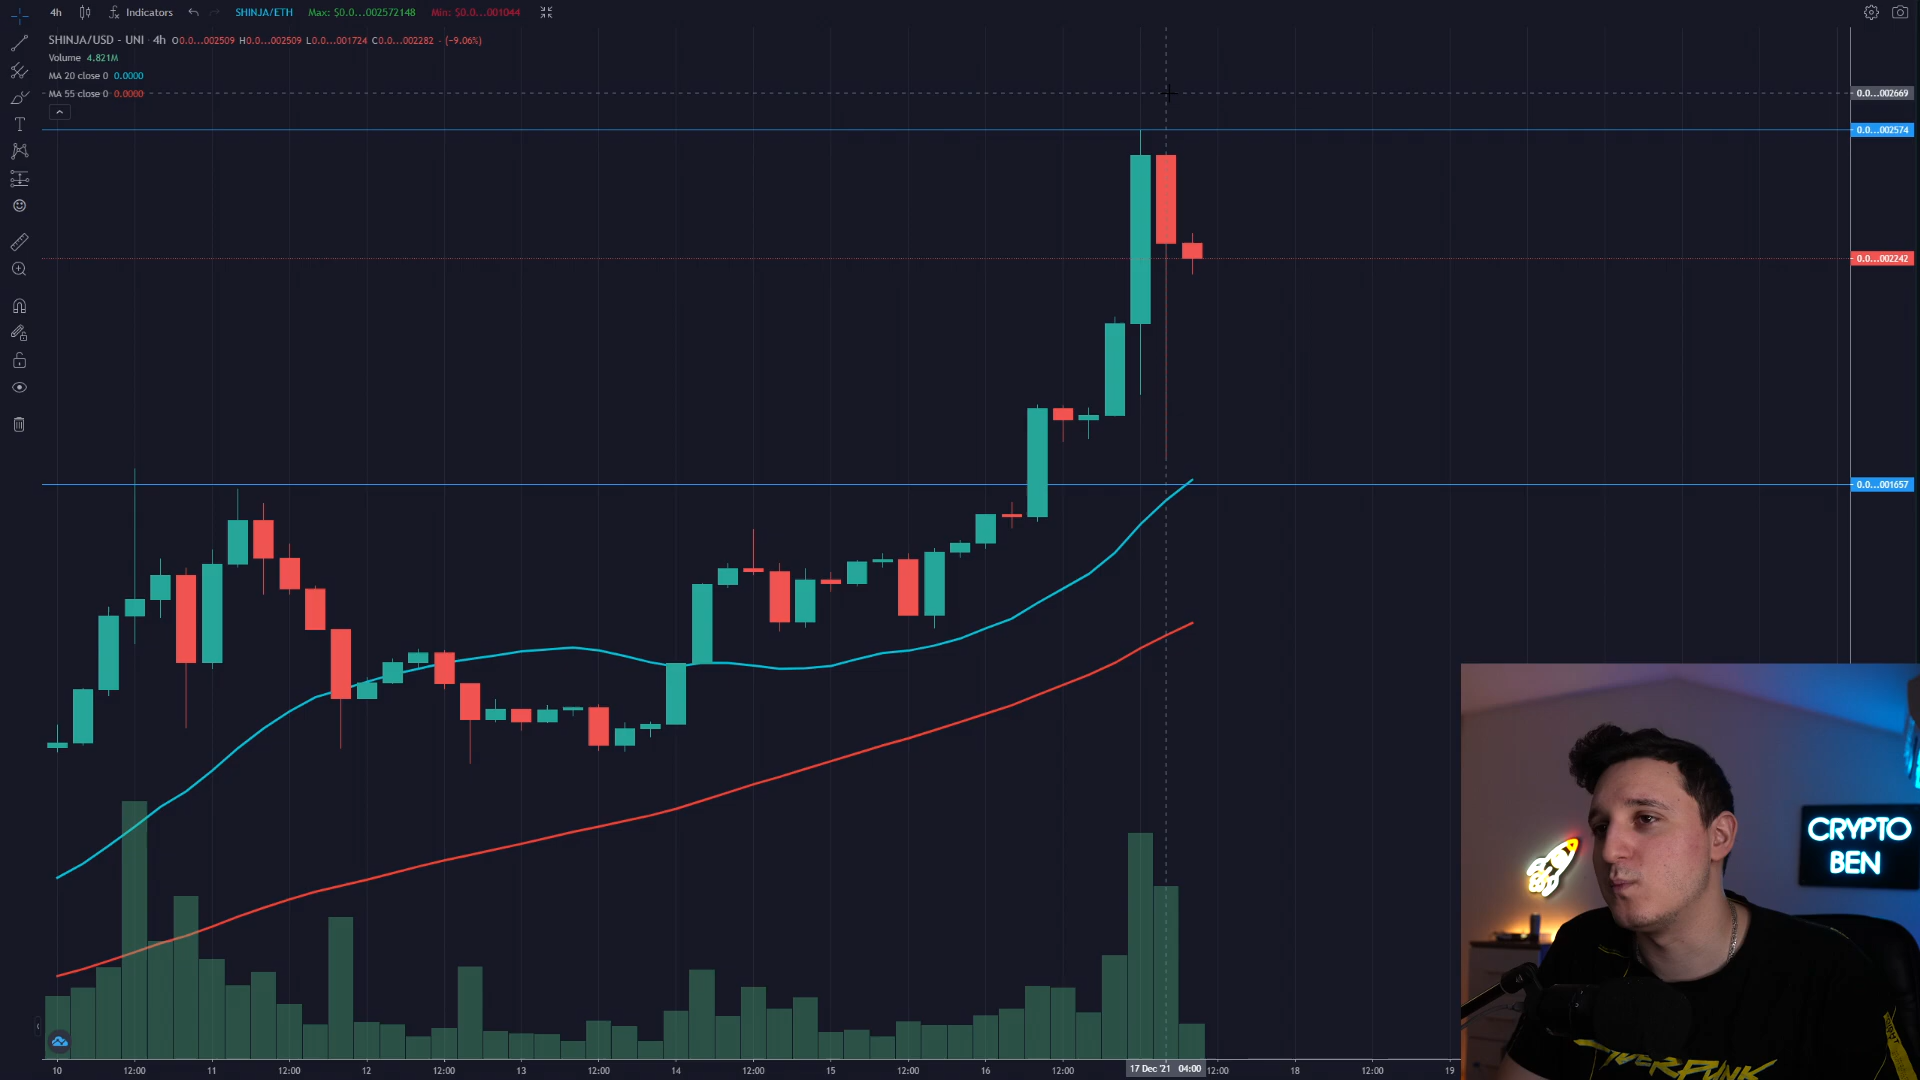 4h Indicators SHINJA/ETH Max: $0.0...002572148 Min: $0.0...001044
SHINJA/USD - UNI · 4h O0.0...002509 H0.0...002509 L0.0...001724 C0.0...002282 - (-9.06%)
Volume 4.821M
MA 20 close 0 0.0000
MA 55 close 0 0.0000
0.0...002669
0.0...002574
0.0...002242
0.0...001657
CRYPTO
BEN
10 12:00 11 12:00 12 12:00 13 12:00 14 12:00 15 12:00 16 12:00 17 Dec '21 04:00 12:00 18 12:00 19